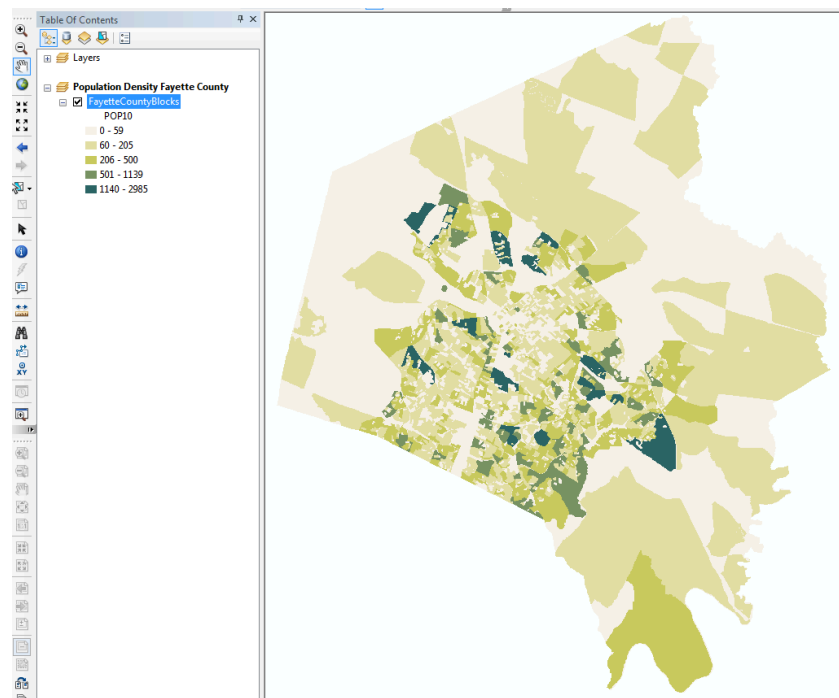 Table Of Contents
Layers
Population Density Fayette County
FayetteCountyBlocks
POP10
0 - 59
60 - 205
206 - 500
501 - 1139
1140 - 2985
XY